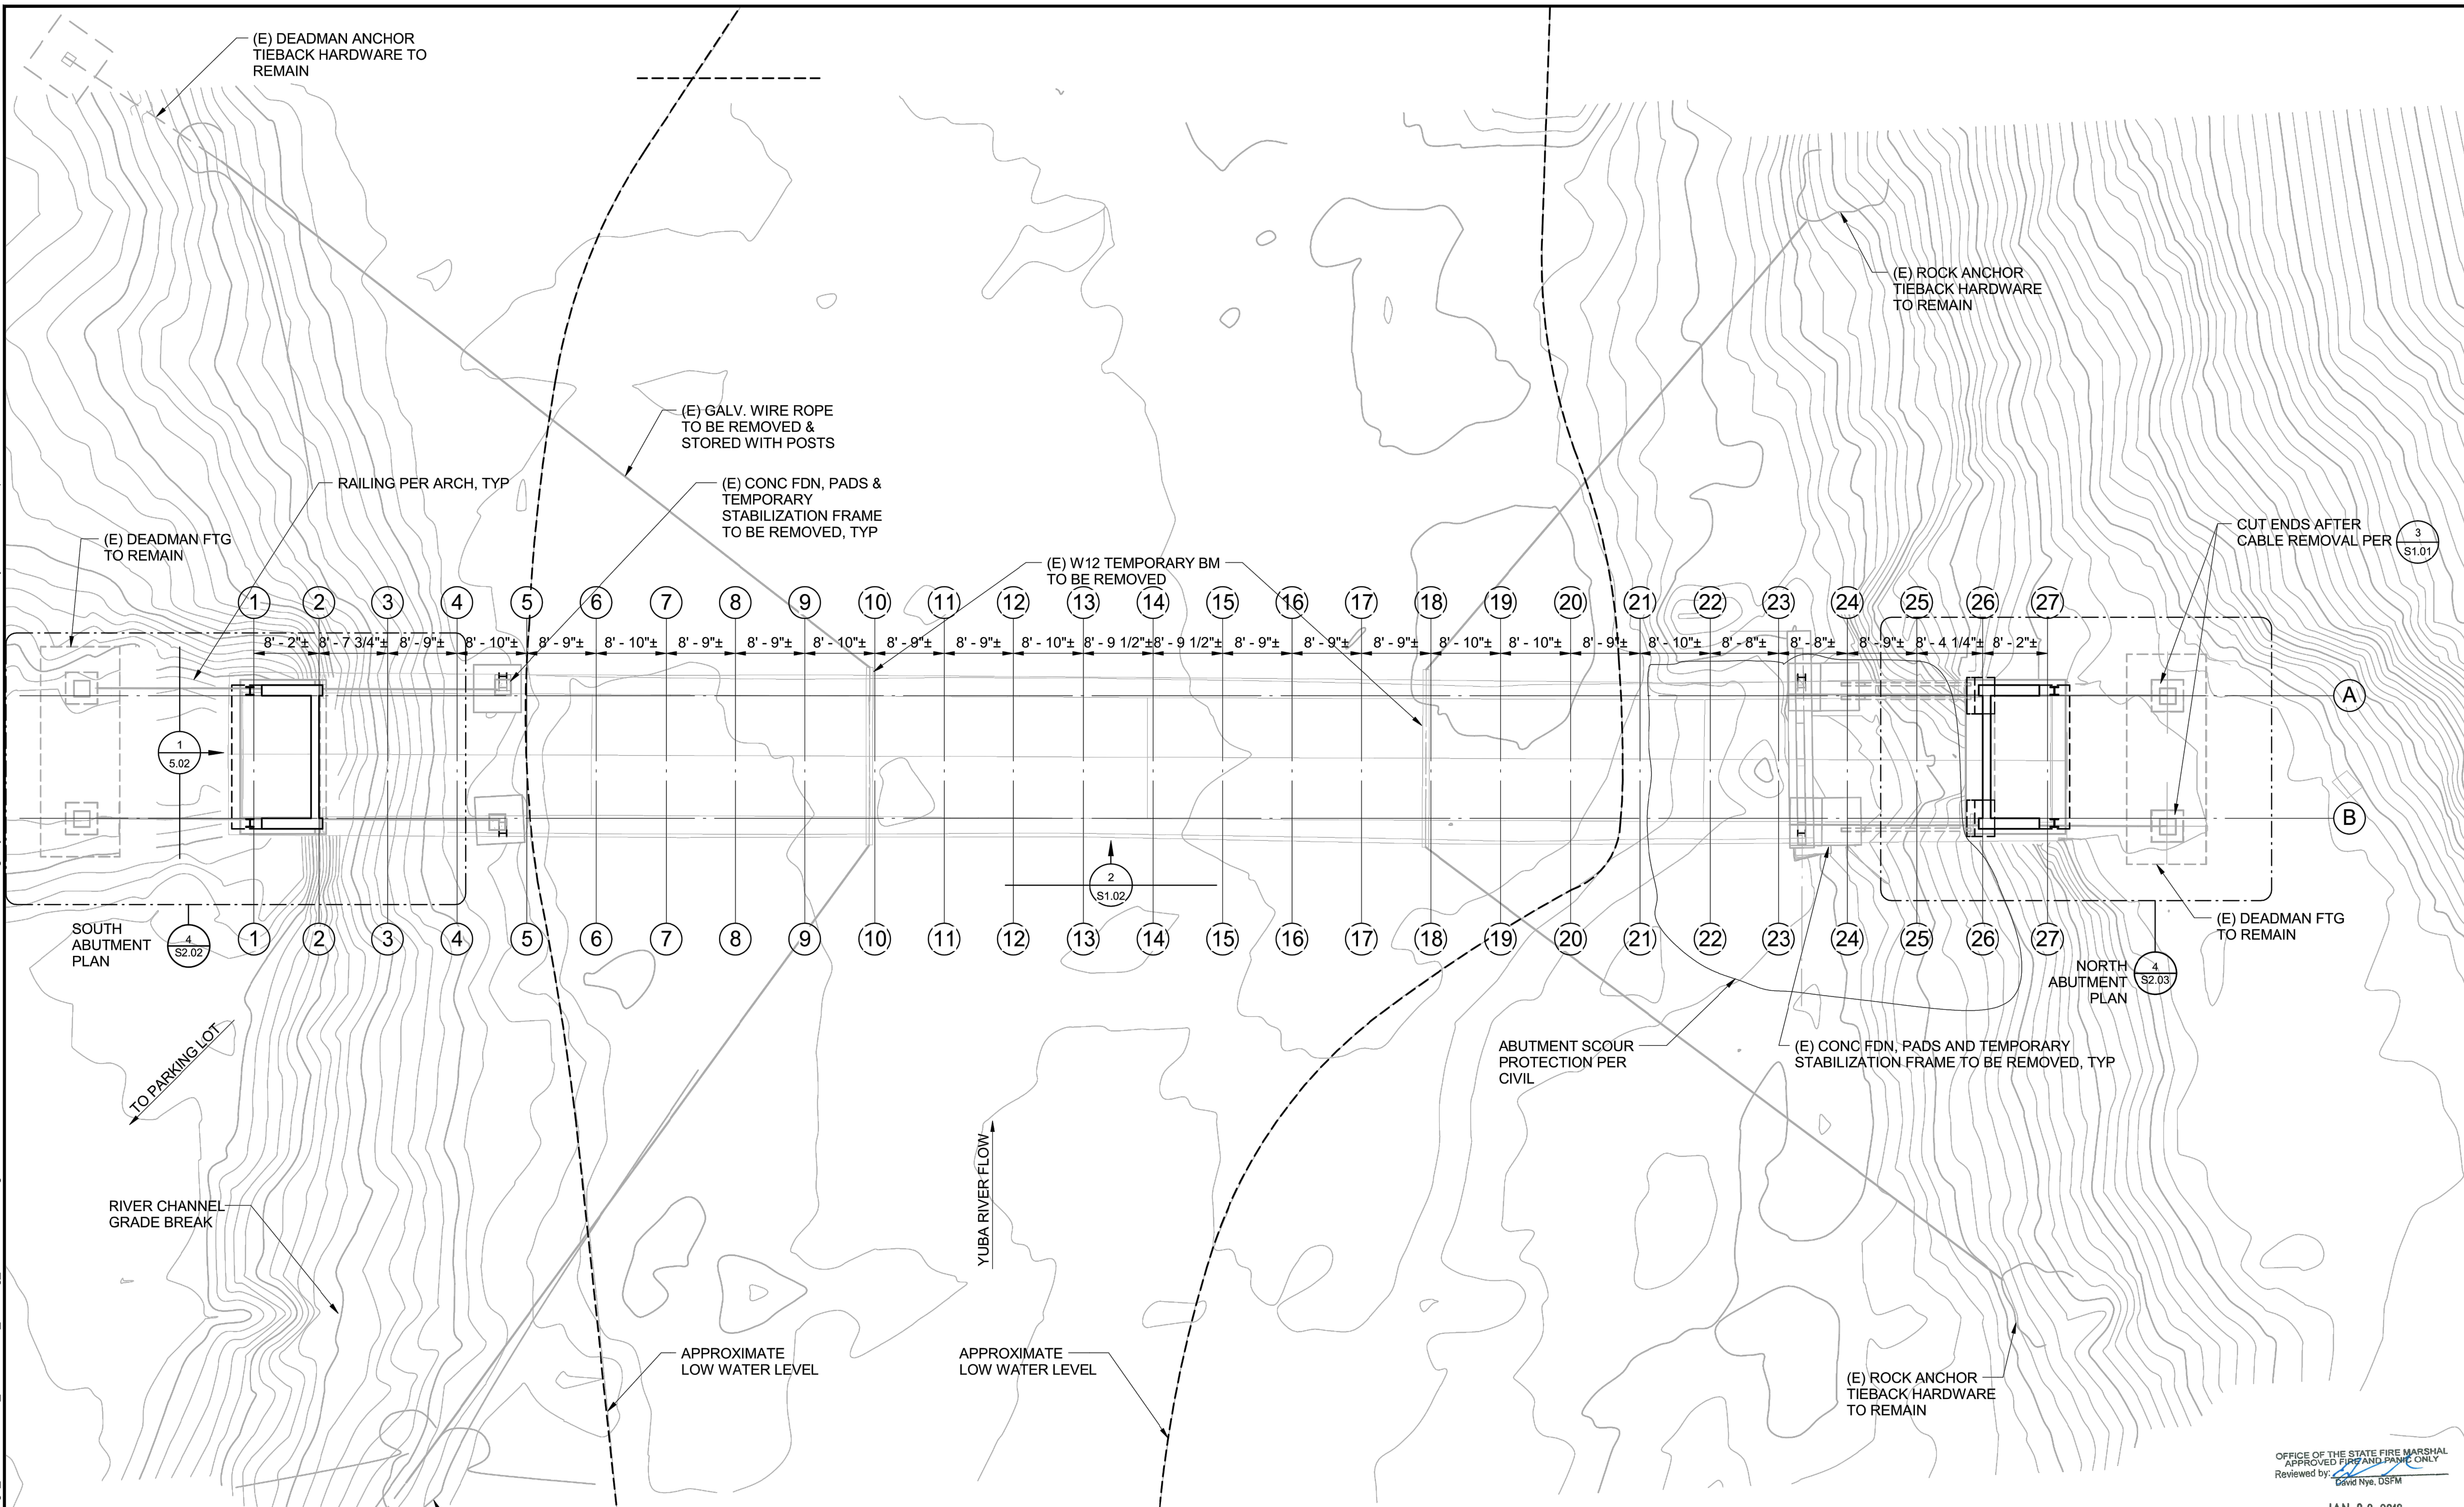 (E) DEADMAN ANCHOR
TIEBACK HARDWARE TO
REMAIN
(E) ROCK ANCHOR
TIEBACK HARDWARE
TO REMAIN
(E) GALV. WIRE ROPE
TO BE REMOVED &
STORED WITH POSTS
RAILING PER ARCH, TYP
(E) CONC FDN, PADS &
TEMPORARY
STABILIZATION FRAME
TO BE REMOVED, TYP
(E) DEADMAN FTG
TO REMAIN
(E) W12 TEMPORARY BM
TO BE REMOVED
CUT ENDS AFTER
CABLE REMOVAL PER
3
S1.01
1 2 3 4 5 6 7 8 9 10 11 12 13 14 15 16 17 18 19 20 21 22 23 24 25 26 27
8' - 2"± 8' - 7 3/4"± 8' - 9"± 8' - 10"± 8' - 9"± 8' - 10"± 8' - 9"± 8' - 9"± 8' - 10"± 8' - 9"± 8' - 9"± 8' - 10"± 8' - 9 1/2"± 8' - 9 1/2"± 8' - 9"± 8' - 9"± 8' - 9"± 8' - 10"± 8' - 10"± 8' - 9"± 8' - 10"± 8' - 8"± 8' - 8"± 8' - 9"± 8' - 4 1/4"± 8' - 2"±
A
1
5.02
B
2
S1.02
1 2 3 4 5 6 7 8 9 10 11 12 13 14 15 16 17 18 19 20 21 22 23 24 25 26 27
SOUTH
ABUTMENT
PLAN
4
S2.02
(E) DEADMAN FTG
TO REMAIN
NORTH
ABUTMENT
PLAN
4
S2.03
TO PARKING LOT
ABUTMENT SCOUR
PROTECTION PER
CIVIL
(E) CONC FDN, PADS AND TEMPORARY
STABILIZATION FRAME TO BE REMOVED, TYP
YUBA RIVER FLOW
RIVER CHANNEL
GRADE BREAK
APPROXIMATE
LOW WATER LEVEL
APPROXIMATE
LOW WATER LEVEL
(E) ROCK ANCHOR
TIEBACK HARDWARE
TO REMAIN
OFFICE OF THE STATE FIRE MARSHAL
APPROVED FIRE AND PANIC ONLY
Reviewed by:
David Nye, DSFM